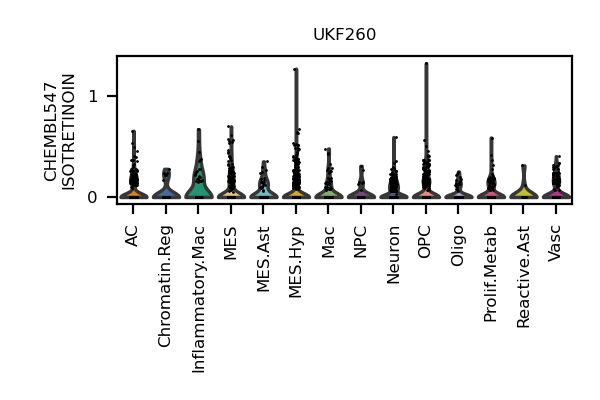 UKF260
CHEMBL547
ISOTRETINOIN
1
0
AC
Chromatin.Reg
Inflammatory.Mac
MES
MES.Ast
MES.Hyp
Mac
NPC
Neuron
OPC
Oligo
Prolif.Metab
Reactive.Ast
Vasc